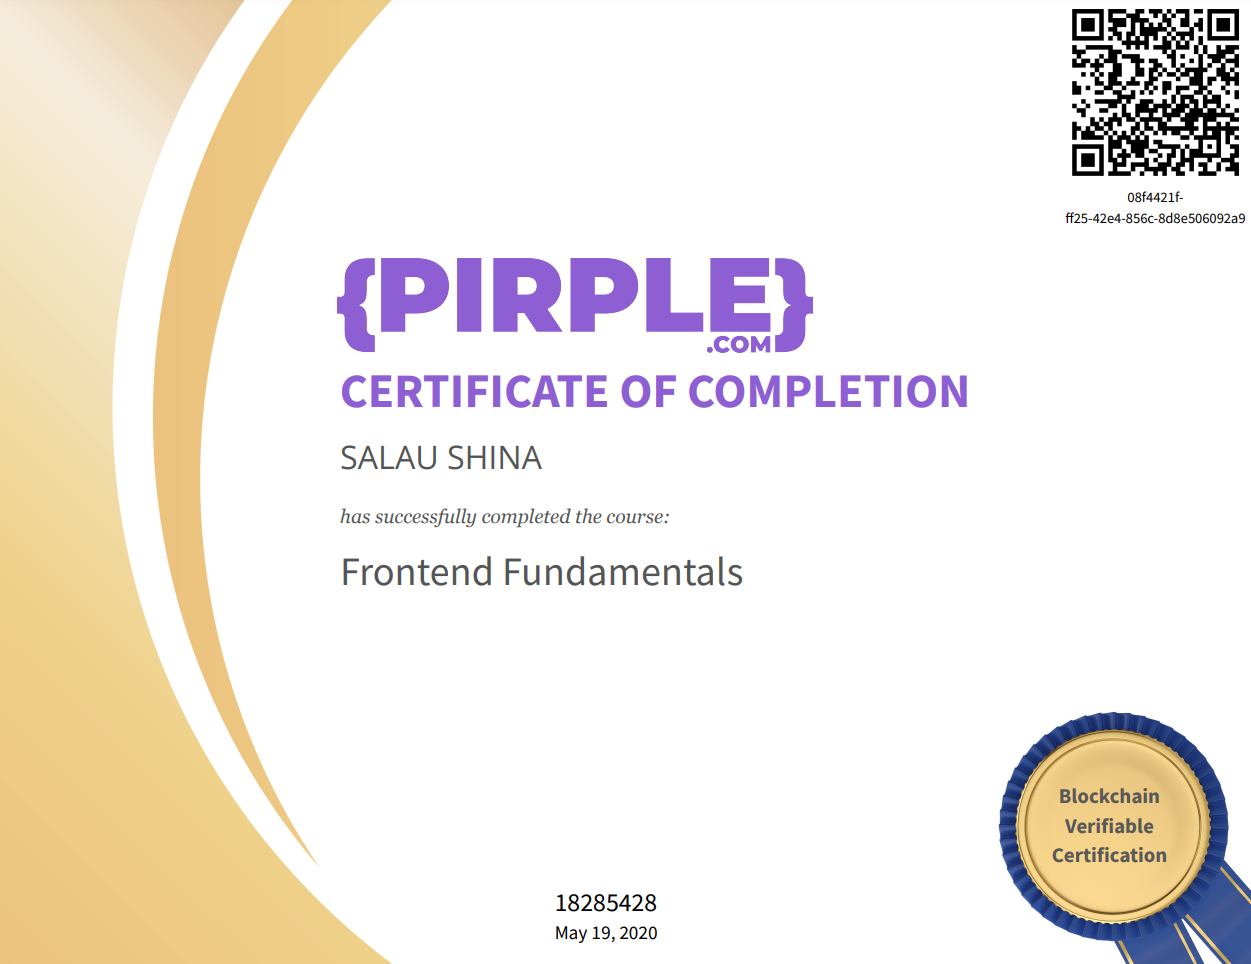 08f4421f-
ff25-42e4-856c-8d8e506092a9
{PIRPLE}
.COM
CERTIFICATE OF COMPLETION
SALAU SHINA
has successfully completed the course:
Frontend Fundamentals
Blockchain
Verifiable
Certification
18285428
May 19, 2020